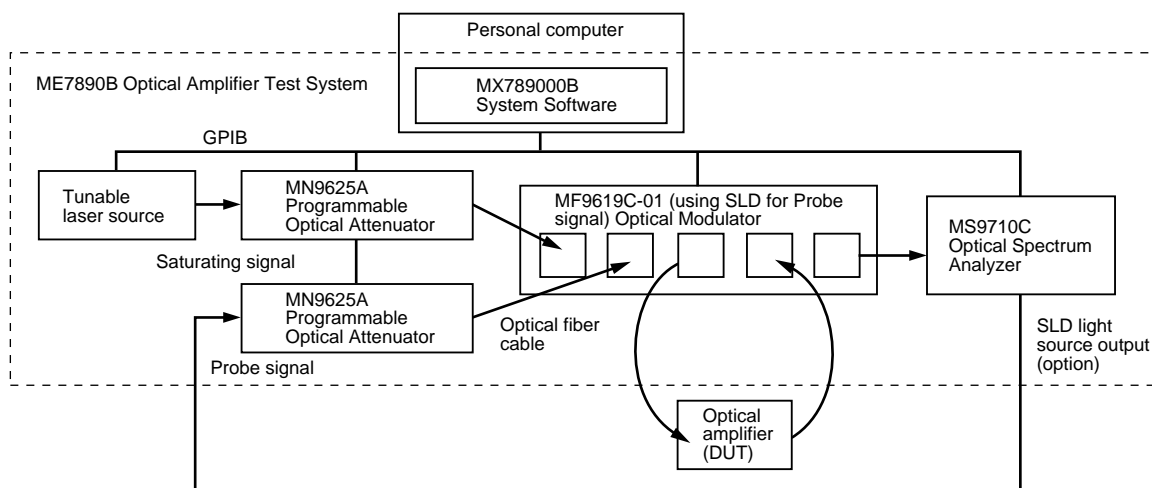 Personal computer
ME7890B Optical Amplifier Test System
MX789000B
System Software
GPIB
Tunable
laser source
MN9625A
Programmable
Optical Attenuator
MF9619C-01 (using SLD for Probe
signal) Optical Modulator
MS9710C
Optical Spectrum
Analyzer
Saturating signal
MN9625A
Programmable
Optical Attenuator
Optical fiber
cable
SLD light
source output
(option)
Probe signal
Optical
amplifier
(DUT)